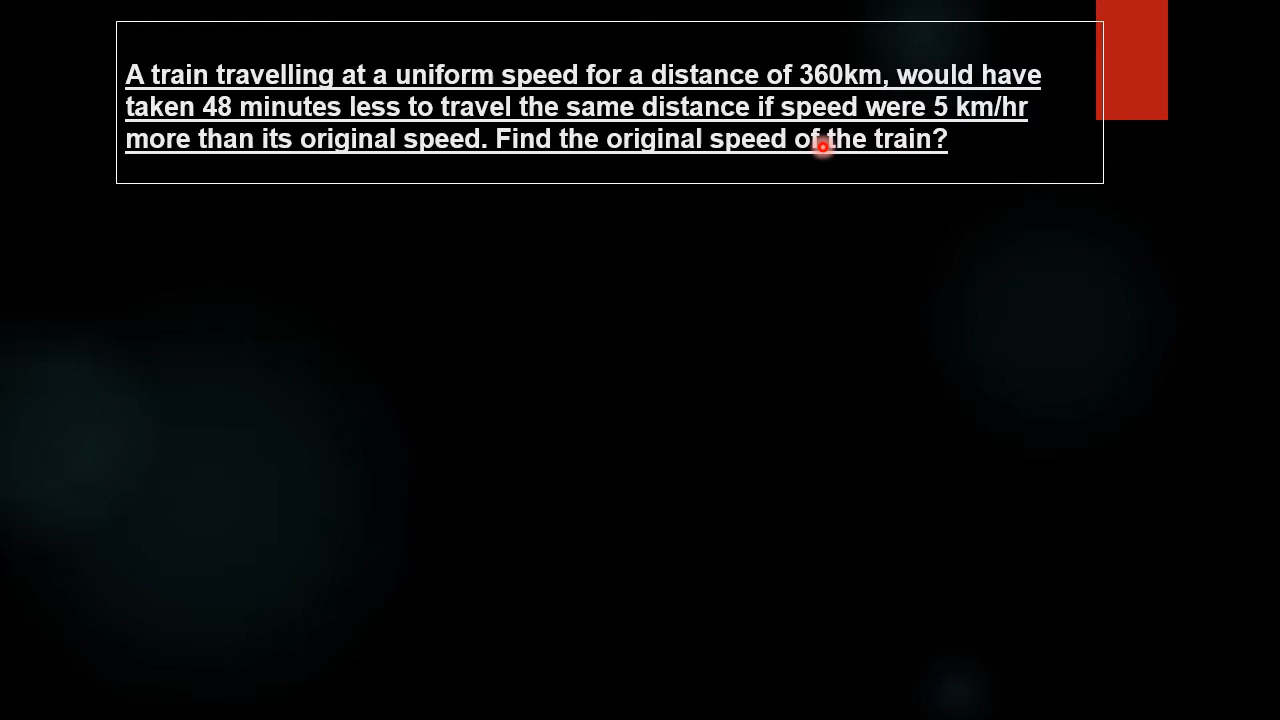 A train travelling at a uniform speed for a distance of 360km, would have
taken 48 minutes less to travel the same distance if speed were 5 km/hr
more than its original speed. Find the original speed of the train?